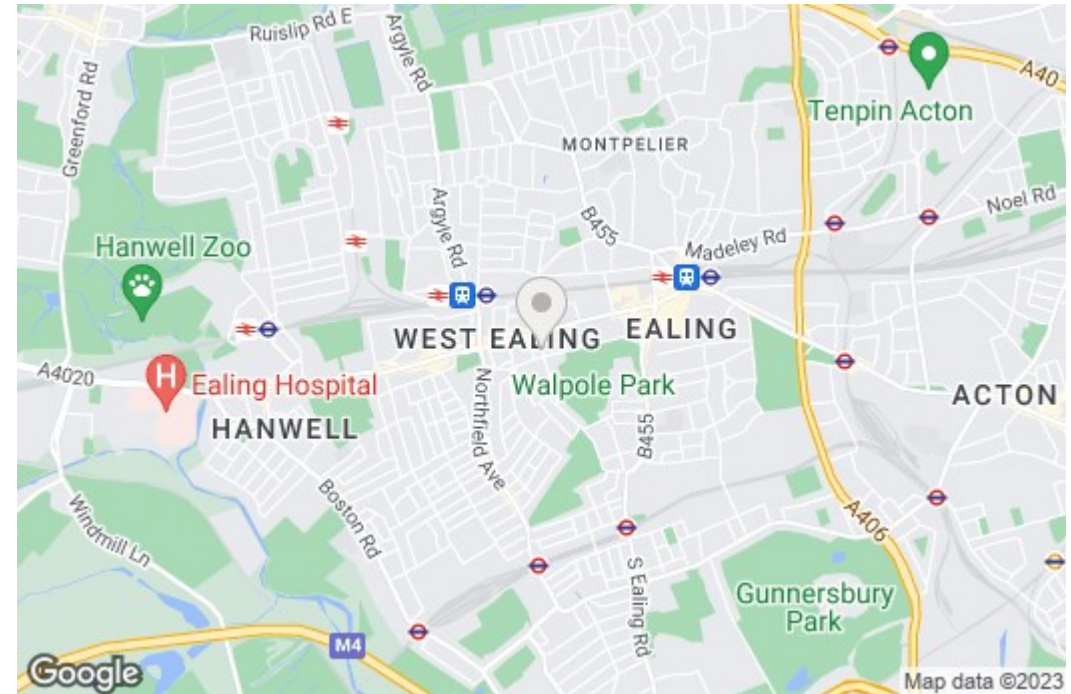 Ruislip Rd E
Argyle Rd
Greenford Rd
A40
Tenpin Acton
MONTPELIER
Argyle Rd
B455
Noel Rd
Madeley Rd
Hanwell Zoo
WEST EALING
EALING
A4020
H
Ealing Hospital
Walpole Park
ACTON
HANWELL
Northfield Ave
B455
Boston Rd
A406
Windmill Ln
S Ealing Rd
Gunnersbury
Park
M4
Google
Map data ©2023